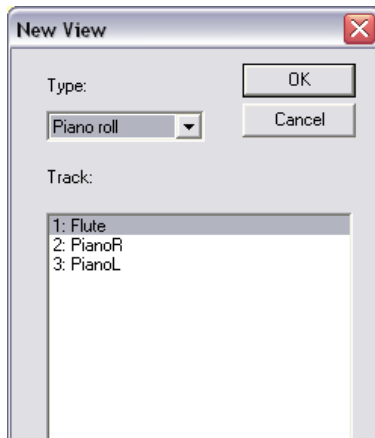 New View
Type:
OK
Piano roll
Cancel
Track:
1: Flute
2: PianoR
3: PianoL